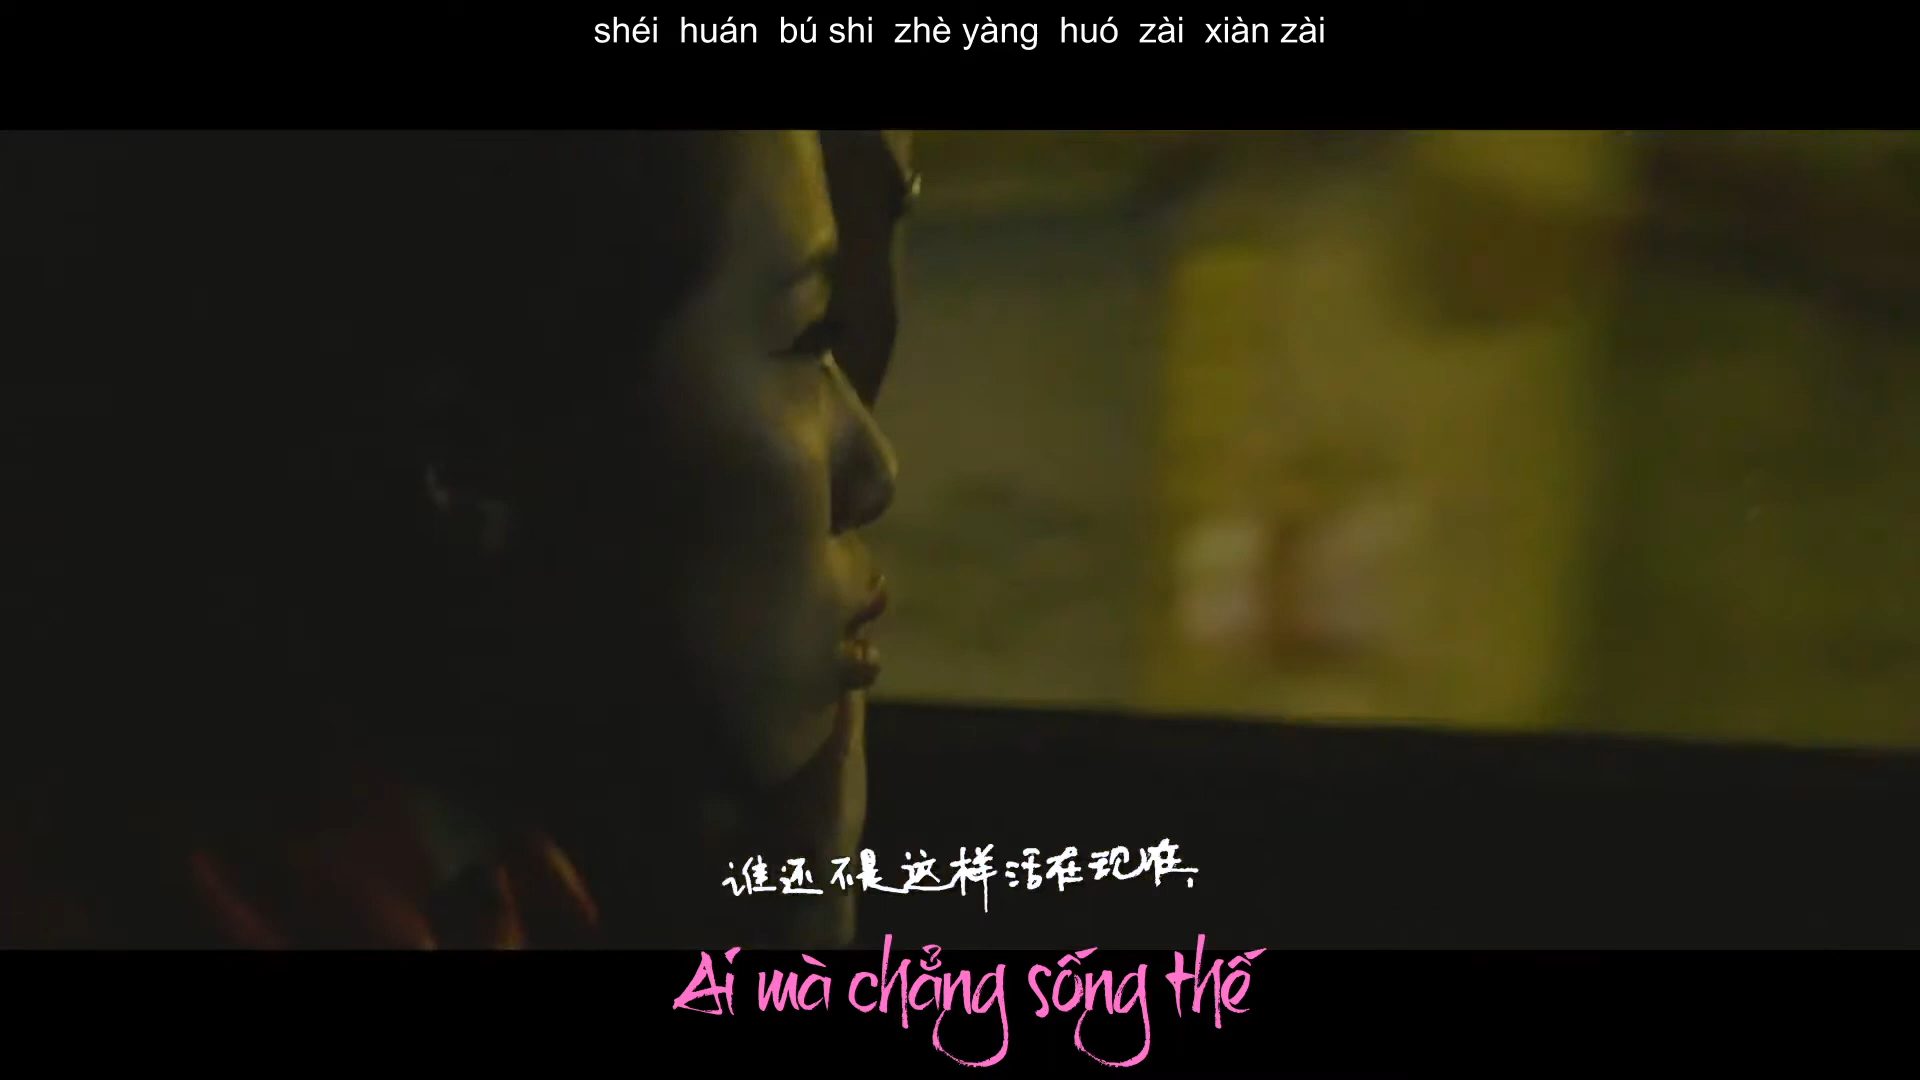 shéi huán bú shi zhè yàng huó zài xiàn zài
谁还不是这样活在现在
Ai mà chẳng sống thế